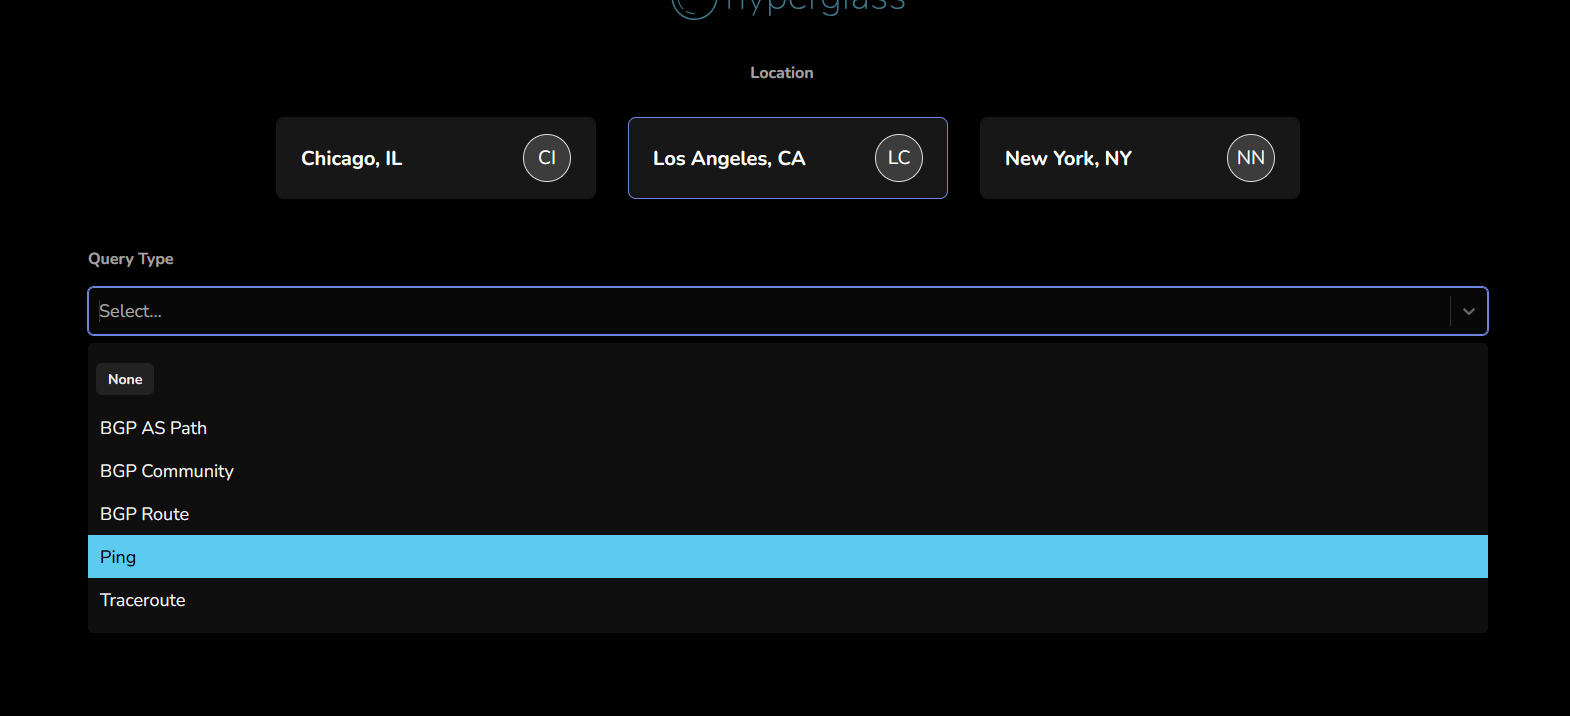 hyperglass
Location
Chicago, IL CI
Los Angeles, CA LC
New York, NY NN
Query Type
Select...
None
BGP AS Path
BGP Community
BGP Route
Ping
Traceroute